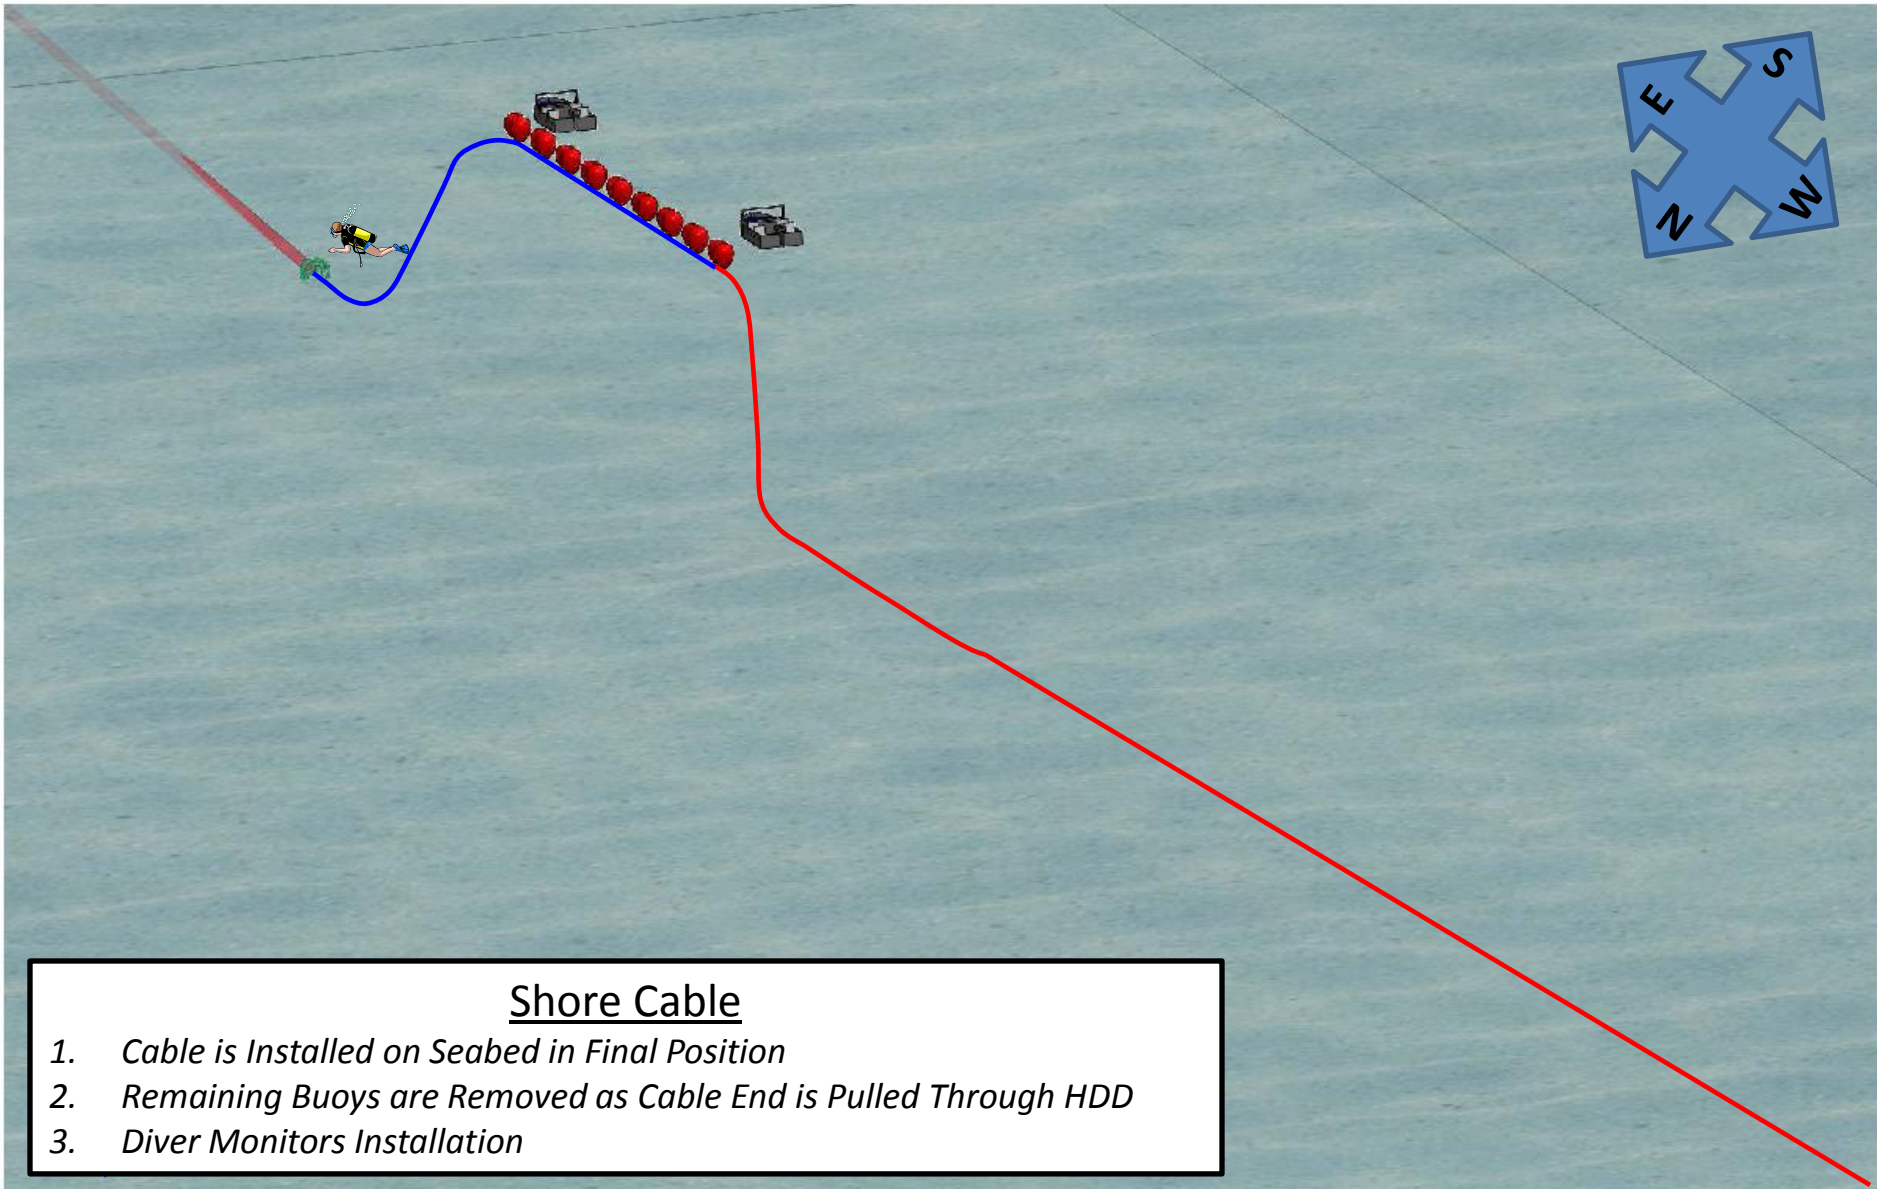 E
S
N
W
Shore Cable
1. Cable is Installed on Seabed in Final Position
2. Remaining Buoys are Removed as Cable End is Pulled Through HDD
3. Diver Monitors Installation